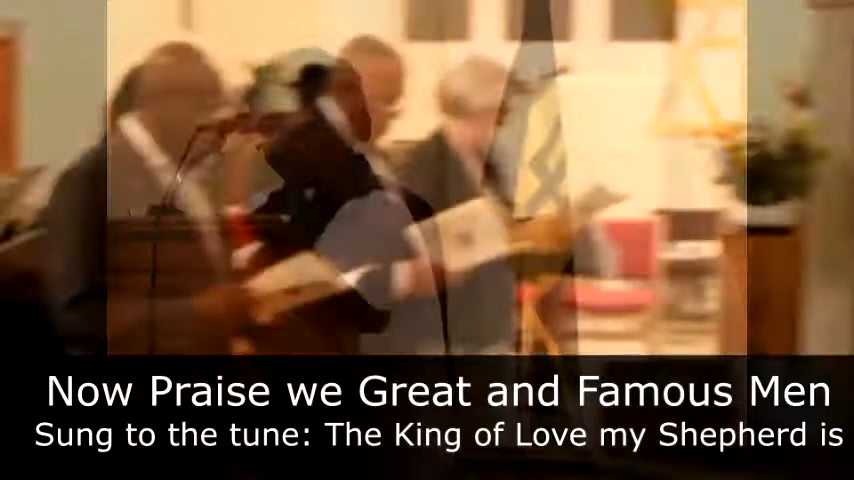 Now Praise we Great and Famous Men
Sung to the tune: The King of Love my Shepherd is